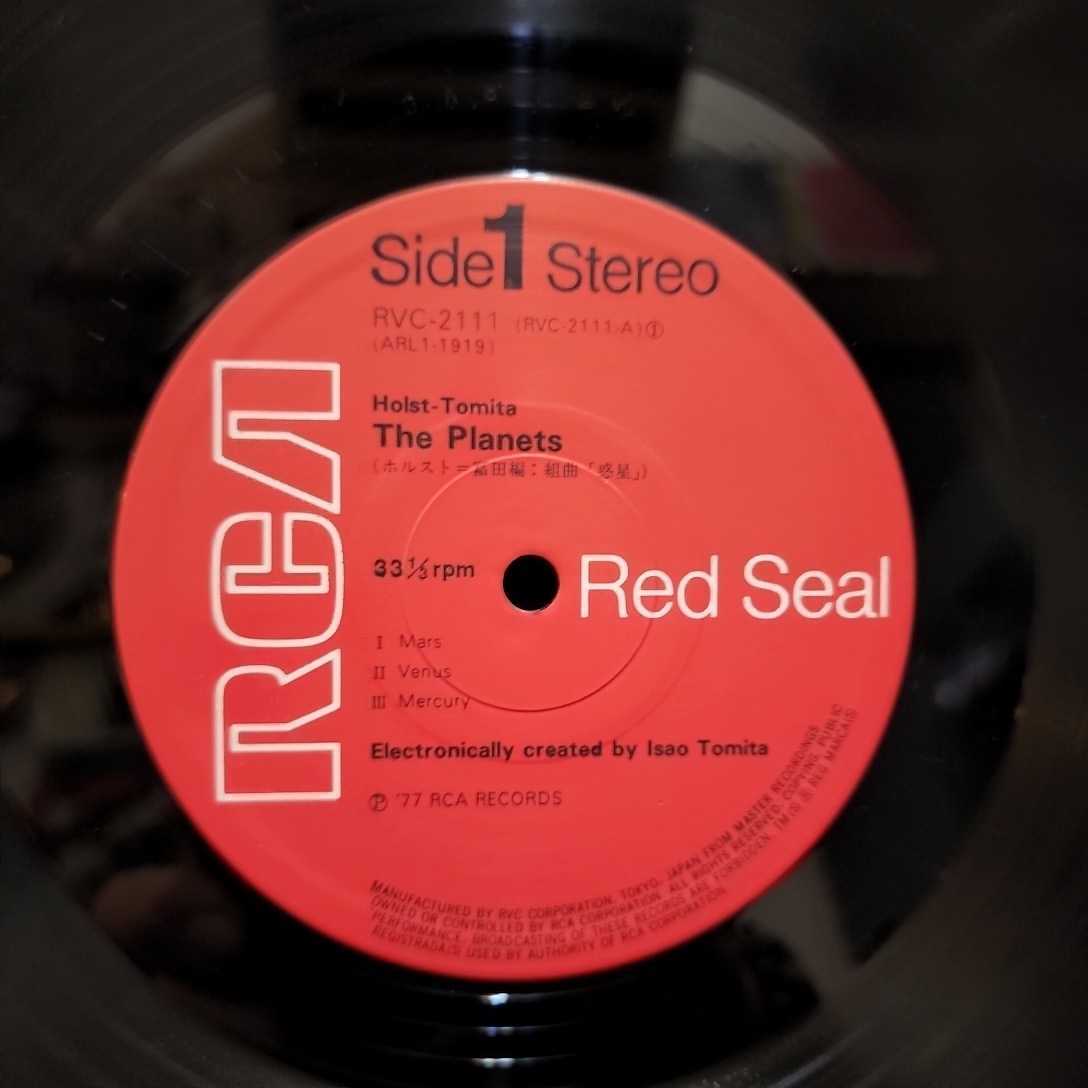 Side 1 Stereo
RVC-2111 (RVC-2111-A)①
(ARL1-1919)
Holst-Tomita
The Planets
(ホルスト=冨田編:組曲「惑星」)
33⅓rpm
RCA
Red Seal
I Mars
II Venus
III Mercury
Electronically created by Isao Tomita
℗ '77 RCA RECORDS
MANUFACTURED BY RVC CORPORATION, TOKYO, JAPAN FROM MASTER RECORDINGS
OWNED OR CONTROLLED BY RCA CORPORATION. ALL RIGHTS RESERVED. COPYING, PUBLIC
PERFORMANCE, BROADCASTING OF THESE RECORDS ARE FORBIDDEN. TM(S) ® REG MARCA(S)
REGISTRADA(S) USED BY AUTHORITY OF RCA CORPORATION.